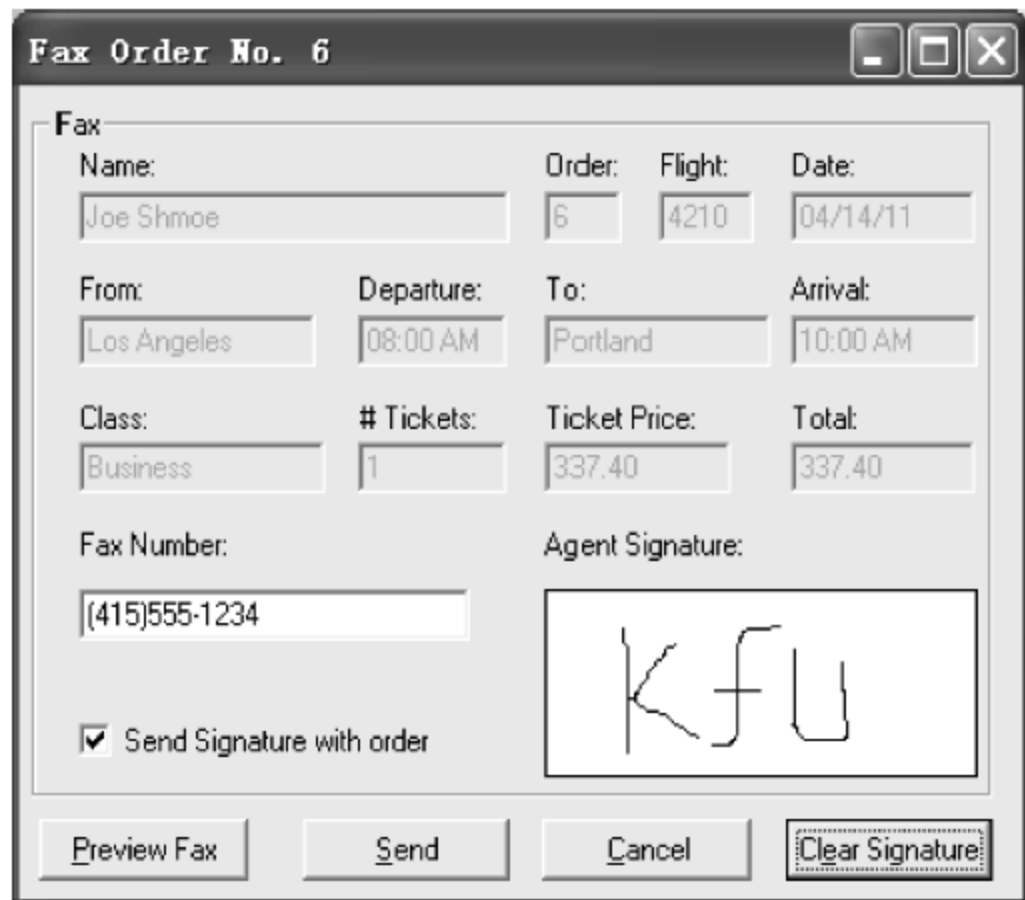 Fax Order No. 6
Fax
Name: Order: Flight: Date:
Joe Shmoe 6 4210 04/14/11
From: Departure: To: Arrival:
Los Angeles 08:00 AM Portland 10:00 AM
Class: # Tickets: Ticket Price: Total:
Business 1 337.40 337.40
Fax Number: Agent Signature:
(415)555-1234
Kfu
Send Signature with order
Preview Fax Send Cancel Clear Signature